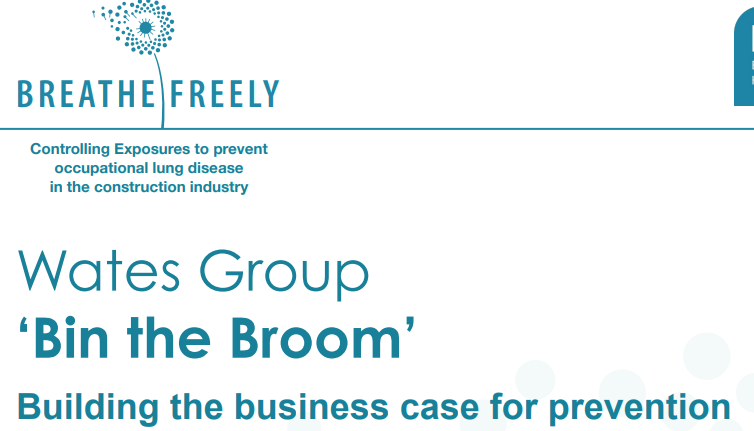 BREATHE FREELY
Controlling Exposures to prevent
occupational lung disease
in the construction industry
Wates Group
‘Bin the Broom’
Building the business case for prevention